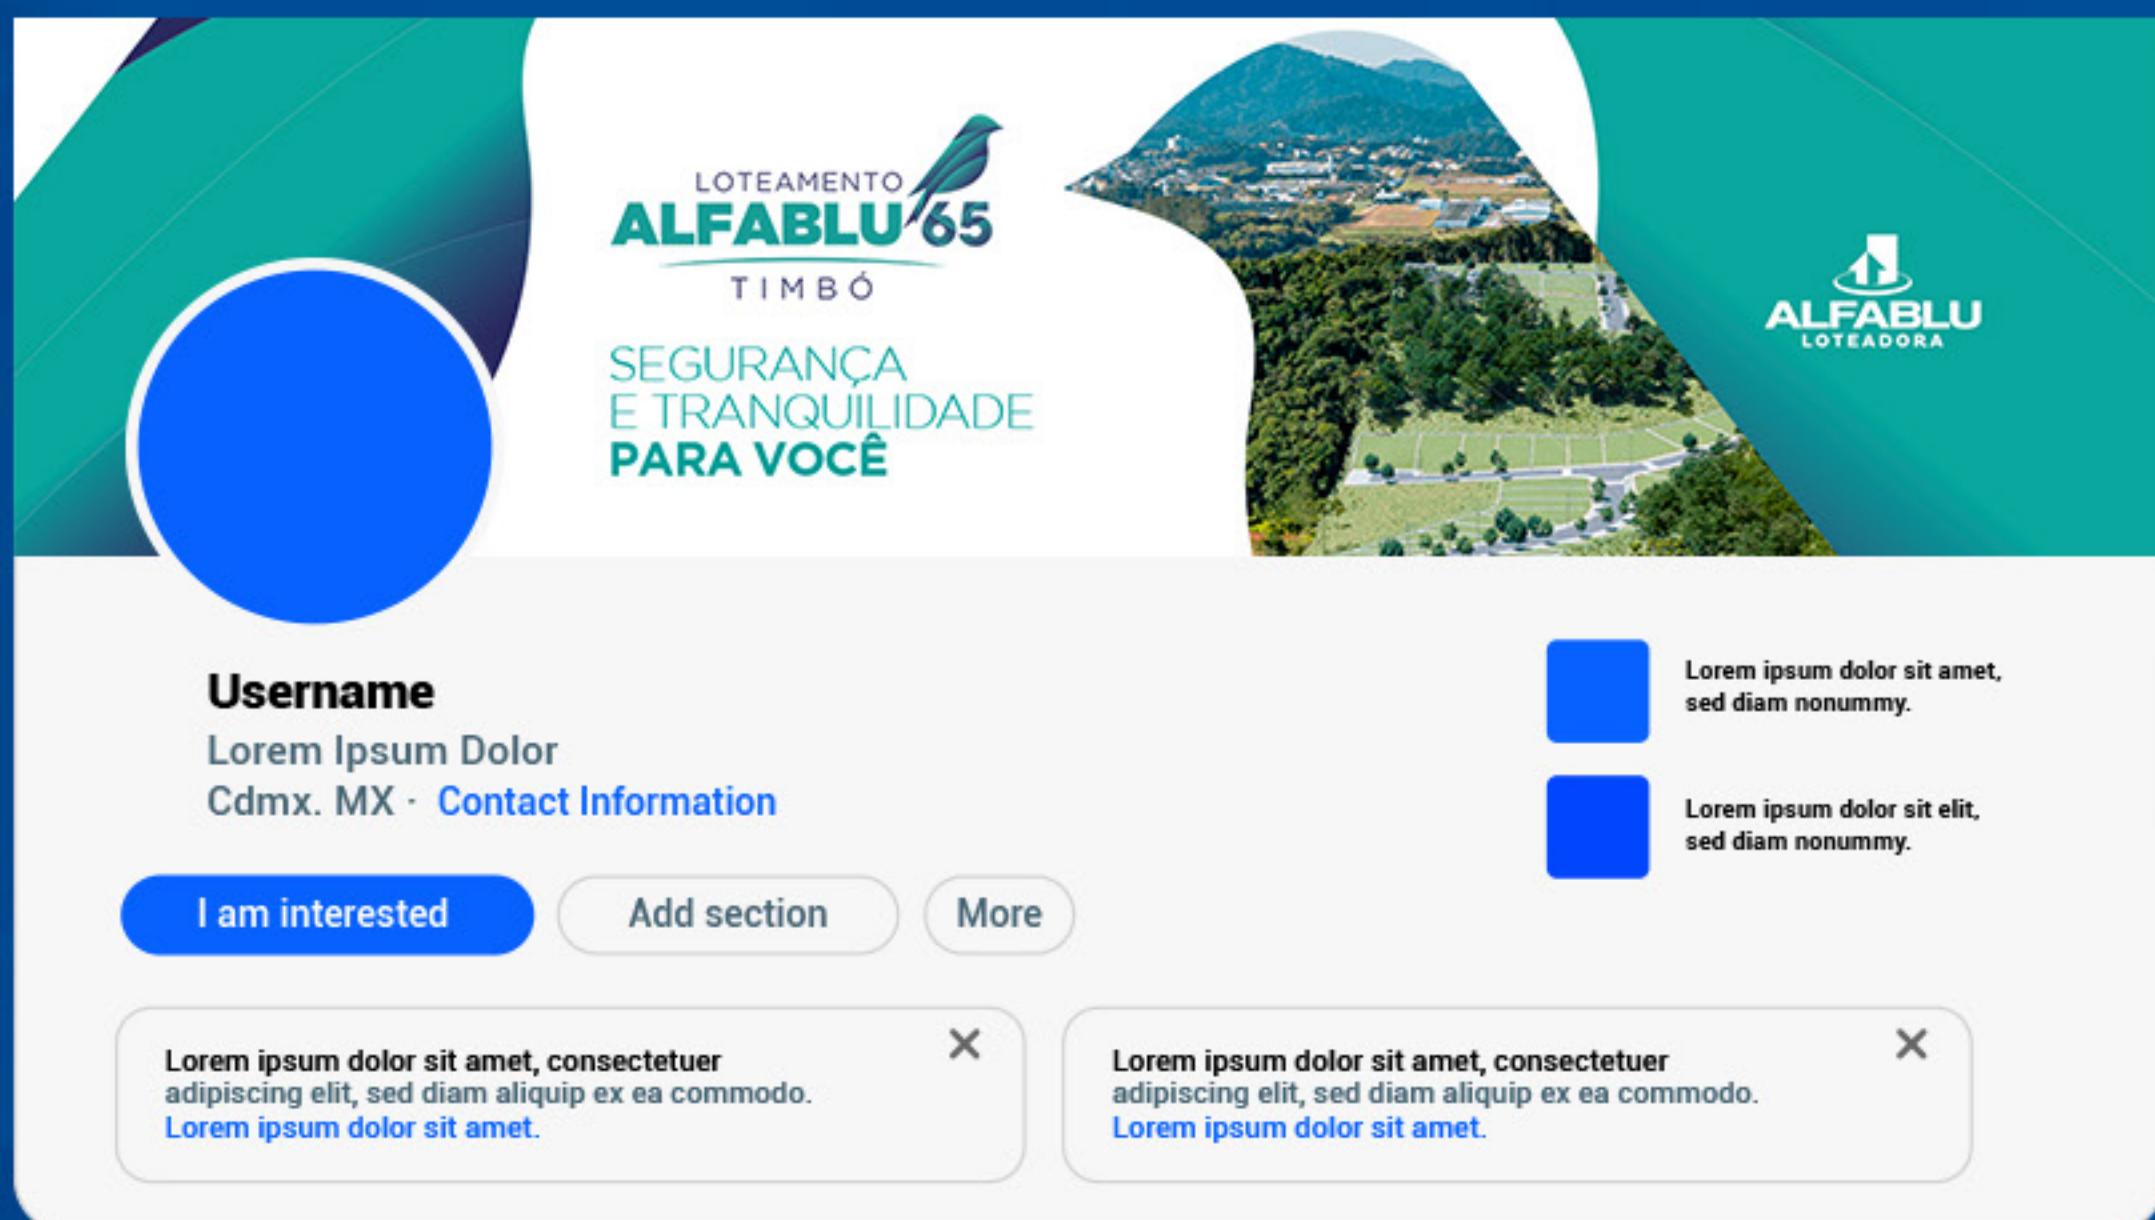 LOTEAMENTO
ALFABLU 65
TIMBÓ
SEGURANÇA
E TRANQUILIDADE
PARA VOCÊ
ALFABLU
LOTEADORA
Username
Lorem Ipsum Dolor
Cdmx. MX · Contact Information
Lorem ipsum dolor sit amet,
sed diam nonummy.
Lorem ipsum dolor sit elit,
sed diam nonummy.
I am interested
Add section
More
Lorem ipsum dolor sit amet, consectetuer
adipiscing elit, sed diam aliquip ex ea commodo.
Lorem ipsum dolor sit amet.
Lorem ipsum dolor sit amet, consectetuer
adipiscing elit, sed diam aliquip ex ea commodo.
Lorem ipsum dolor sit amet.